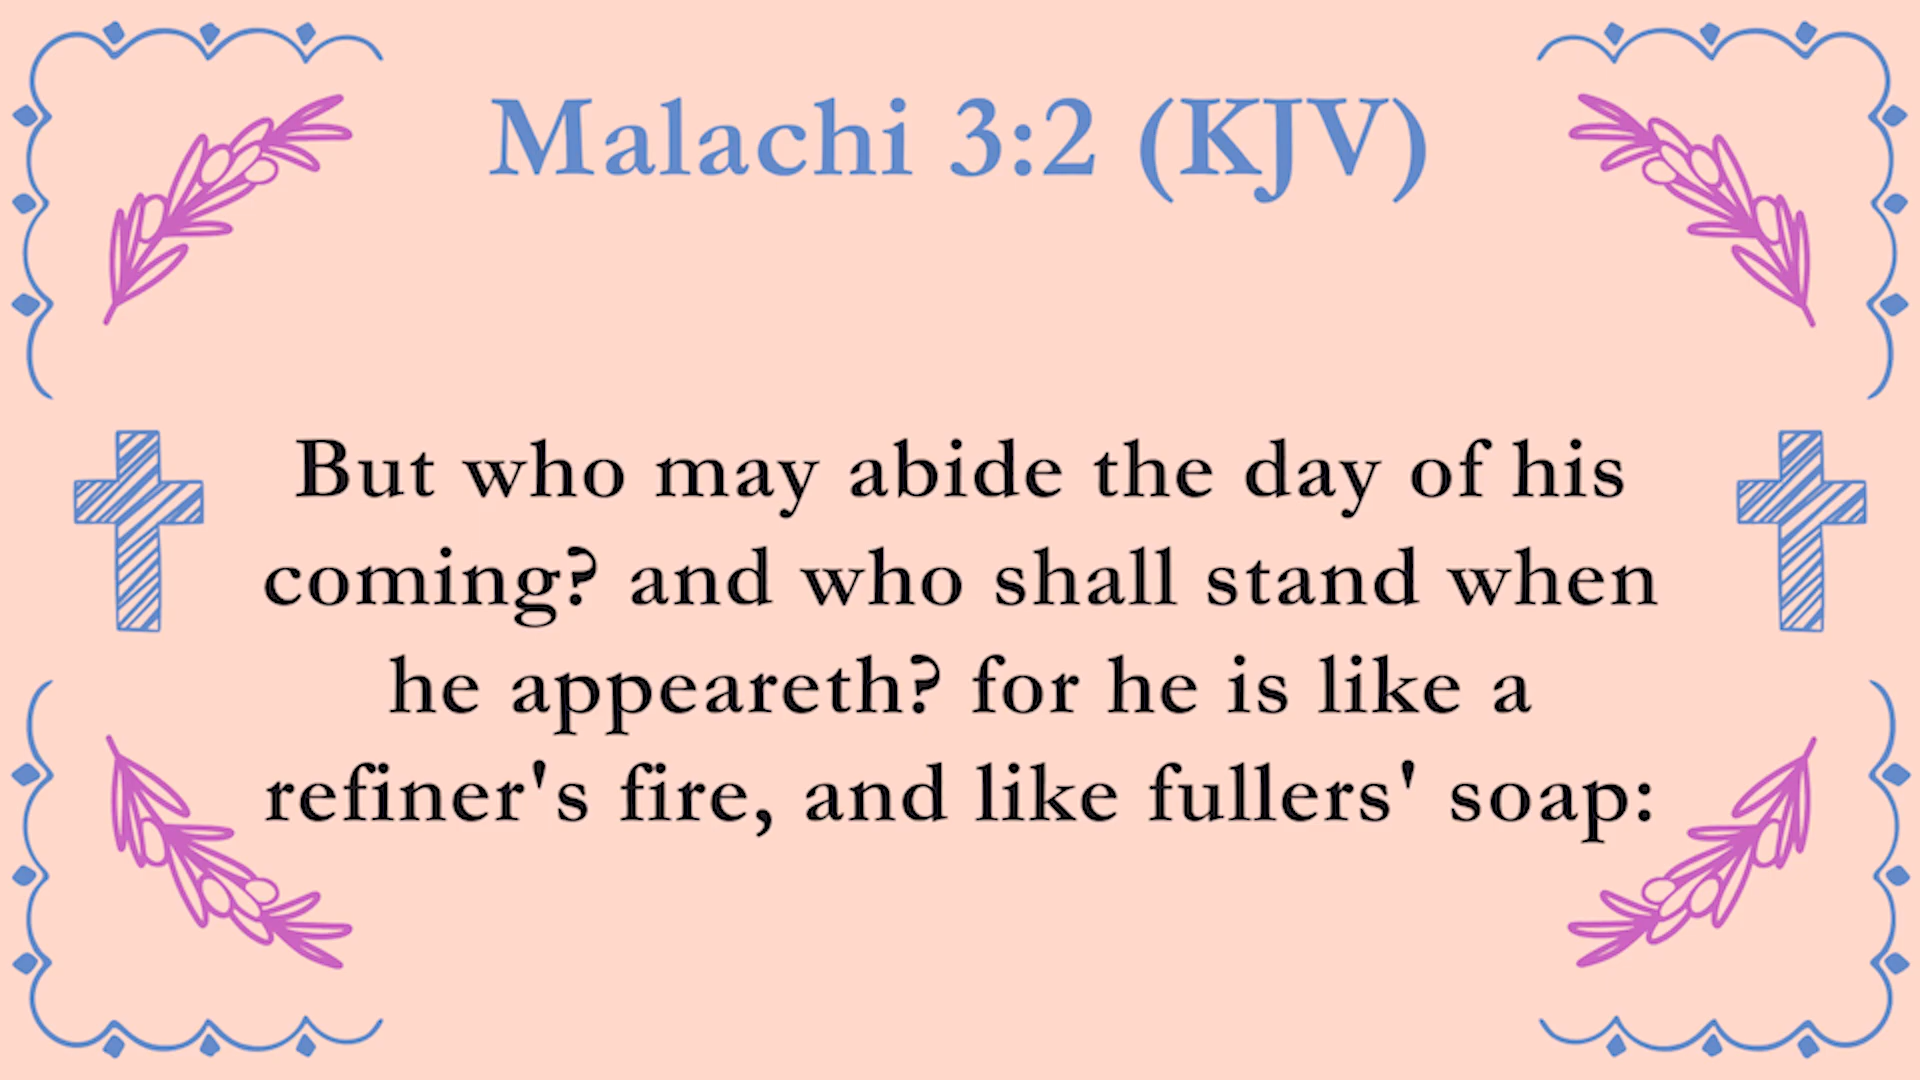 Malachi 3:2 (KJV)
But who may abide the day of his
coming? and who shall stand when
he appeareth? for he is like a
refiner's fire, and like fullers' soap: